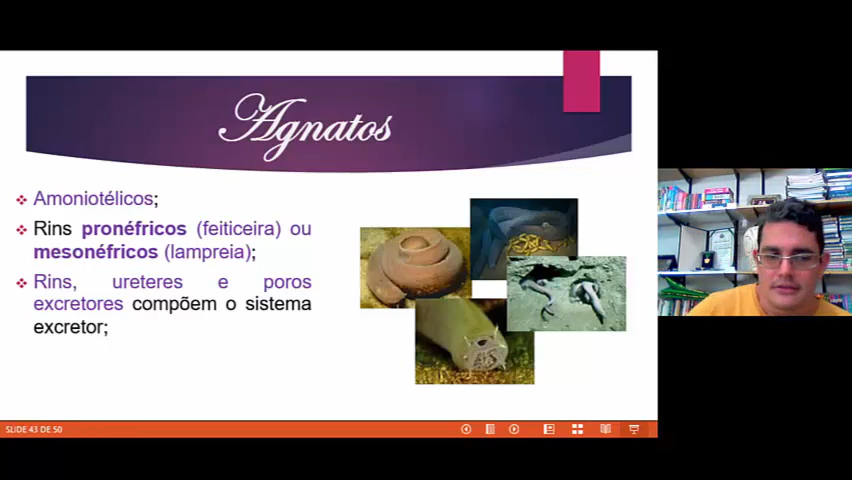 Agnatos
Amoniotélicos;
Rins pronéfricos (feiticeira) ou
mesonéfricos (lampreia);
Rins, ureteres e poros
excretores compõem o sistema
excretor;
SLIDE 43 DE 50